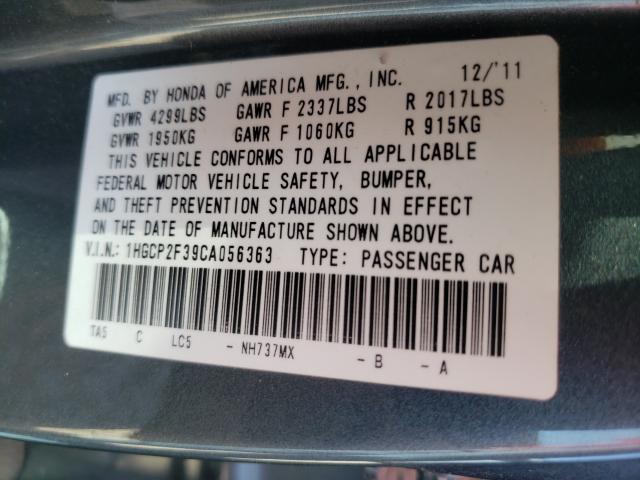 MFD. BY HONDA OF AMERICA MFG., INC. 12/'11
GVWR 4299LBS GAWR F 2337LBS R 2017LBS
GVWR 1950KG GAWR F 1060KG R 915KG
THIS VEHICLE CONFORMS TO ALL APPLICABLE
FEDERAL MOTOR VEHICLE SAFETY, BUMPER,
AND THEFT PREVENTION STANDARDS IN EFFECT
ON THE DATE OF MANUFACTURE SHOWN ABOVE.
V.I.N.: 1HGCP2F39CA056363 TYPE: PASSENGER CAR
TA5 C LC5 - NH737MX - B - A